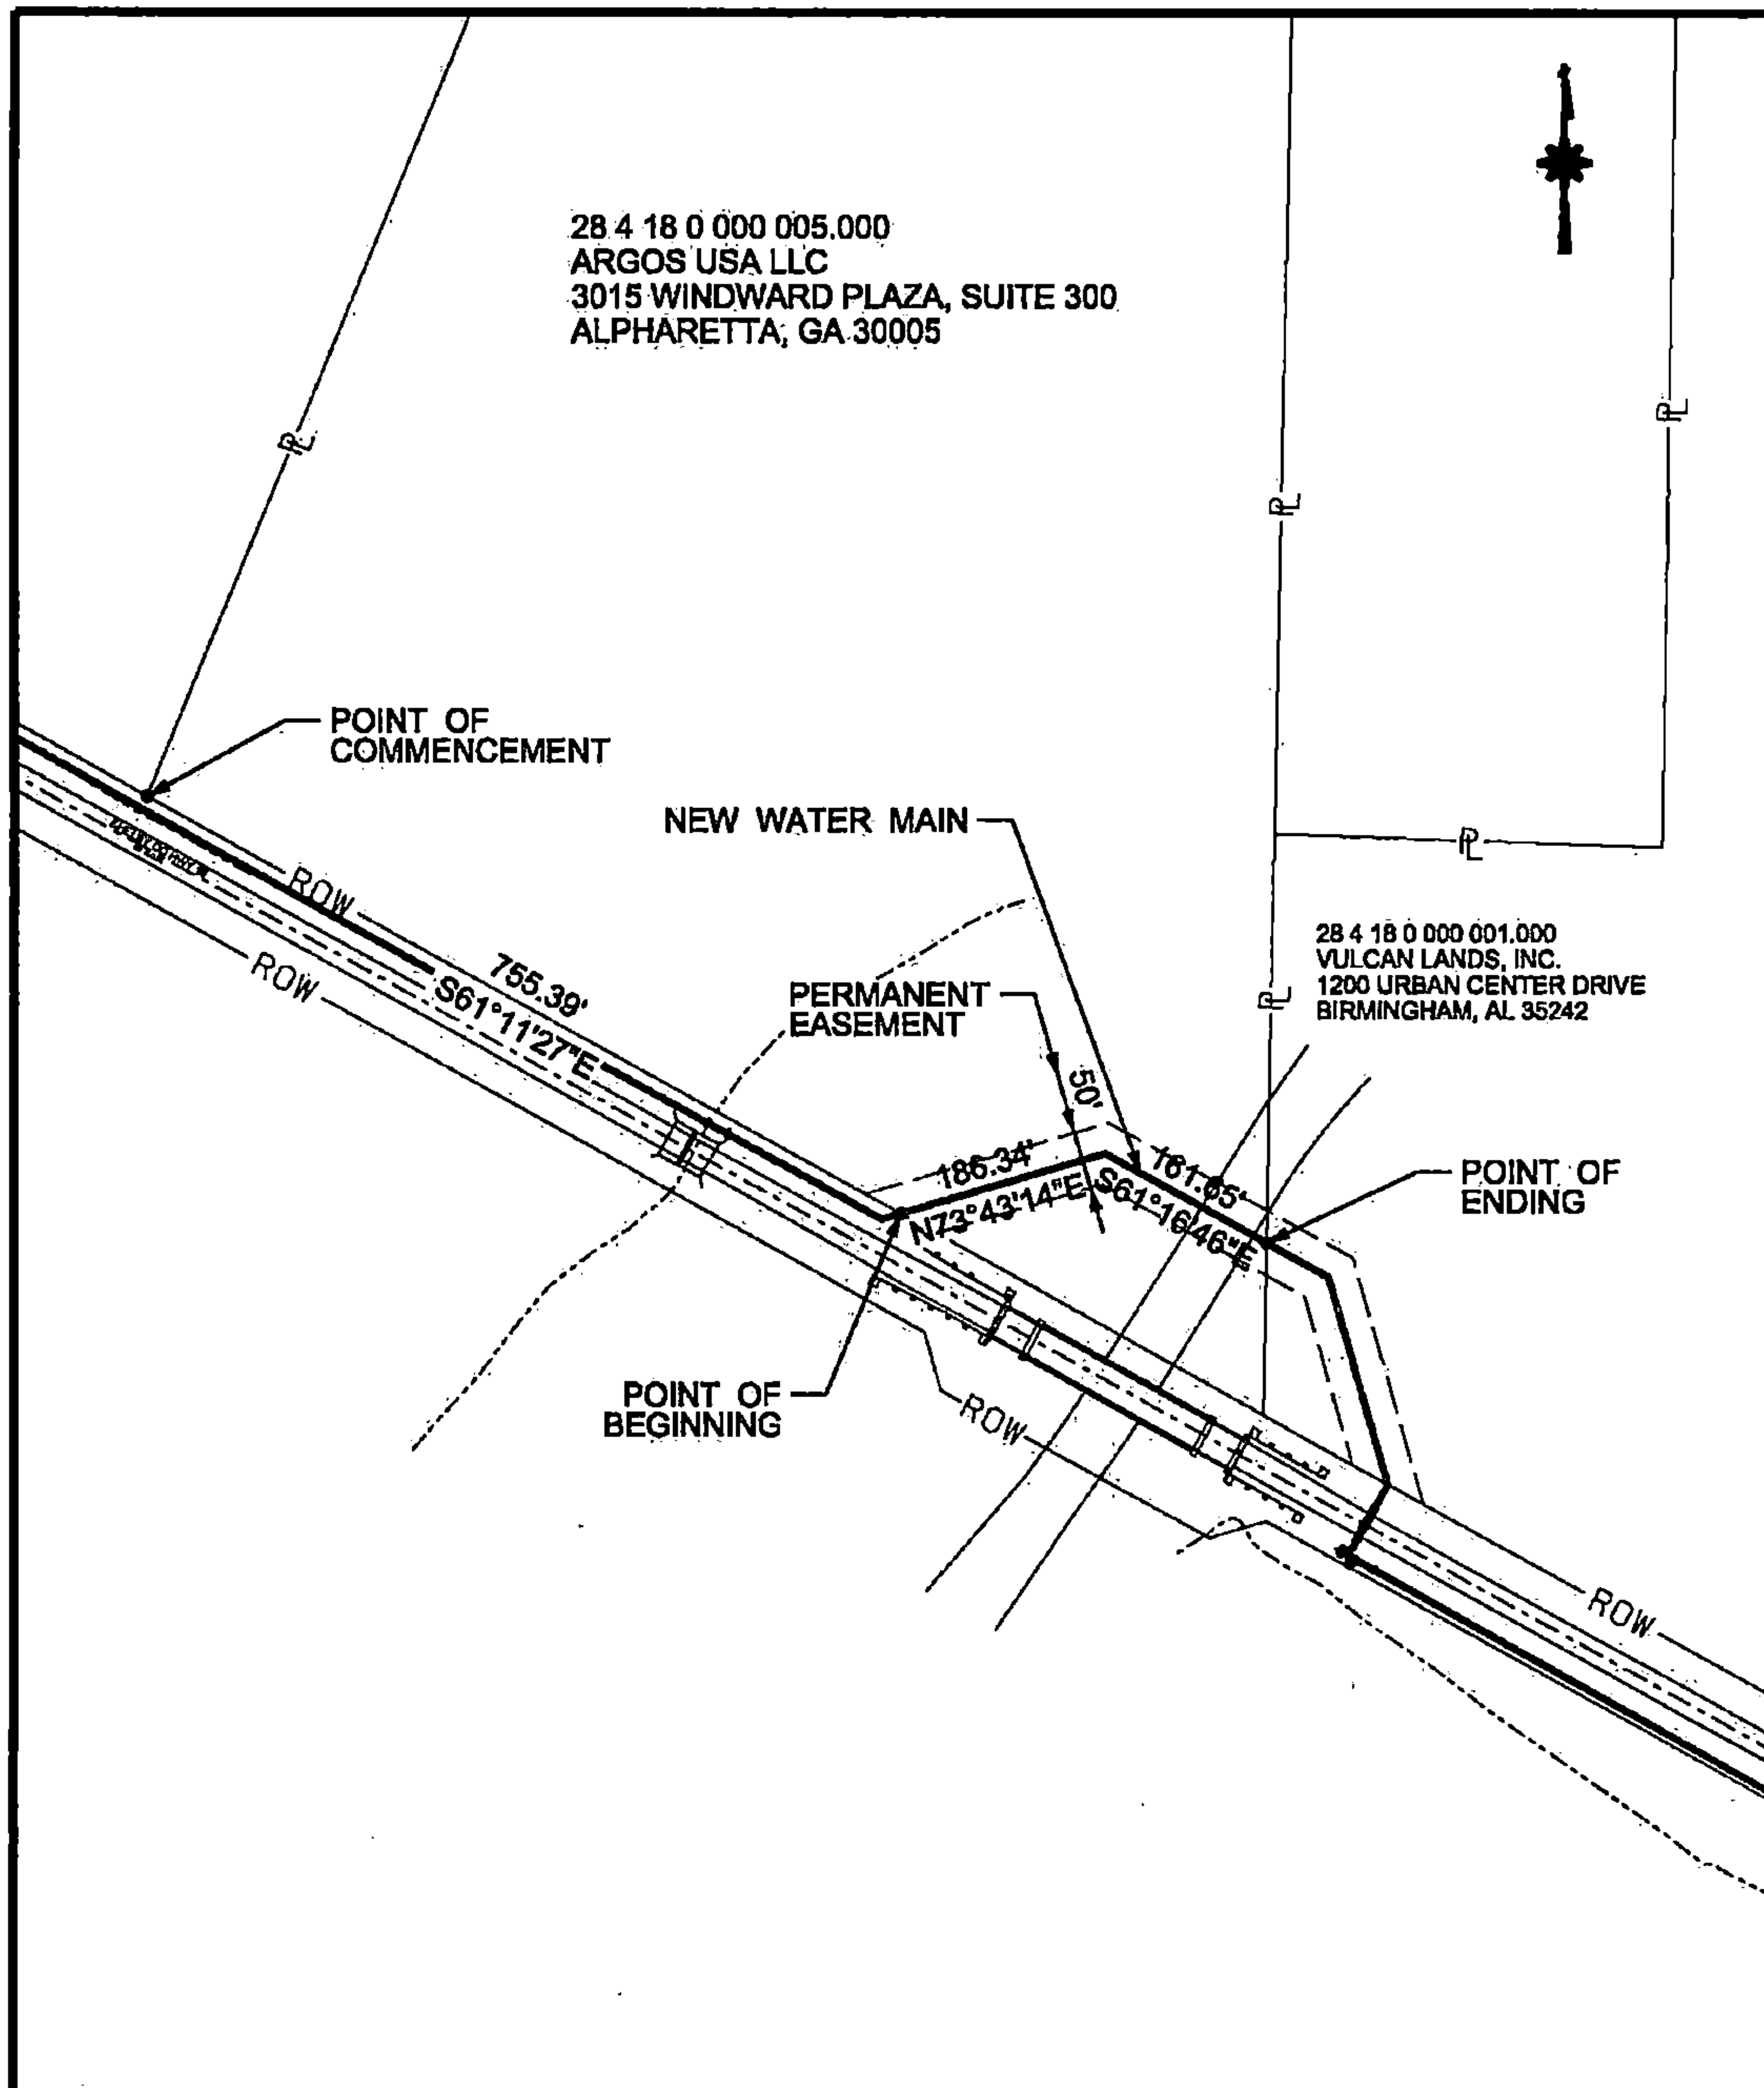 28 4 18 0 000 005.000
ARGOS USA LLC
3015 WINDWARD PLAZA, SUITE 300
ALPHARETTA, GA 30005
PL
PL
PL
POINT OF
COMMENCEMENT
NEW WATER MAIN
PL
ROW
ROW
28 4 18 0 000 001.000
VULCAN LANDS, INC.
1200 URBAN CENTER DRIVE
BIRMINGHAM, AL 35242
PL
755.39'
S61°11'27"E
PERMANENT
EASEMENT
50'
186.34'
N73°43'14"E
161.65'
S61°16'46"E
POINT OF
ENDING
POINT OF
BEGINNING
ROW
ROW